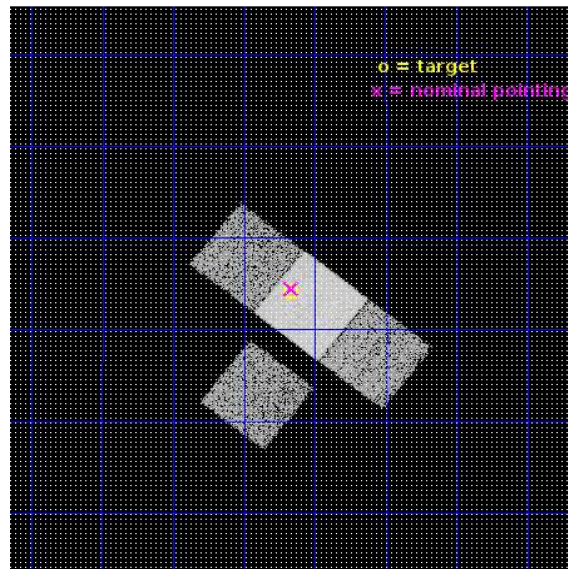 o = target
x = nominal pointing